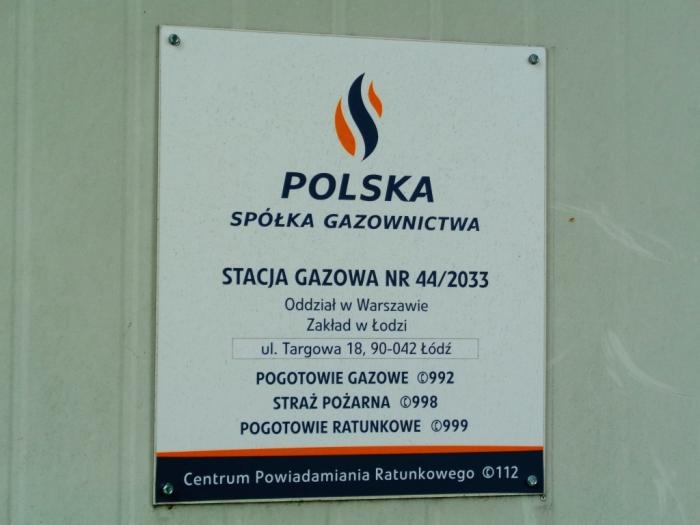 POLSKA
SPÓŁKA GAZOWNICTWA
STACJA GAZOWA NR 44/2033
Oddział w Warszawie
Zakład w Łodzi
ul. Targowa 18, 90-042 Łódź
POGOTOWIE GAZOWE ✆992
STRAŻ POŻARNA ✆998
POGOTOWIE RATUNKOWE ✆999
Centrum Powiadamiania Ratunkowego ✆112